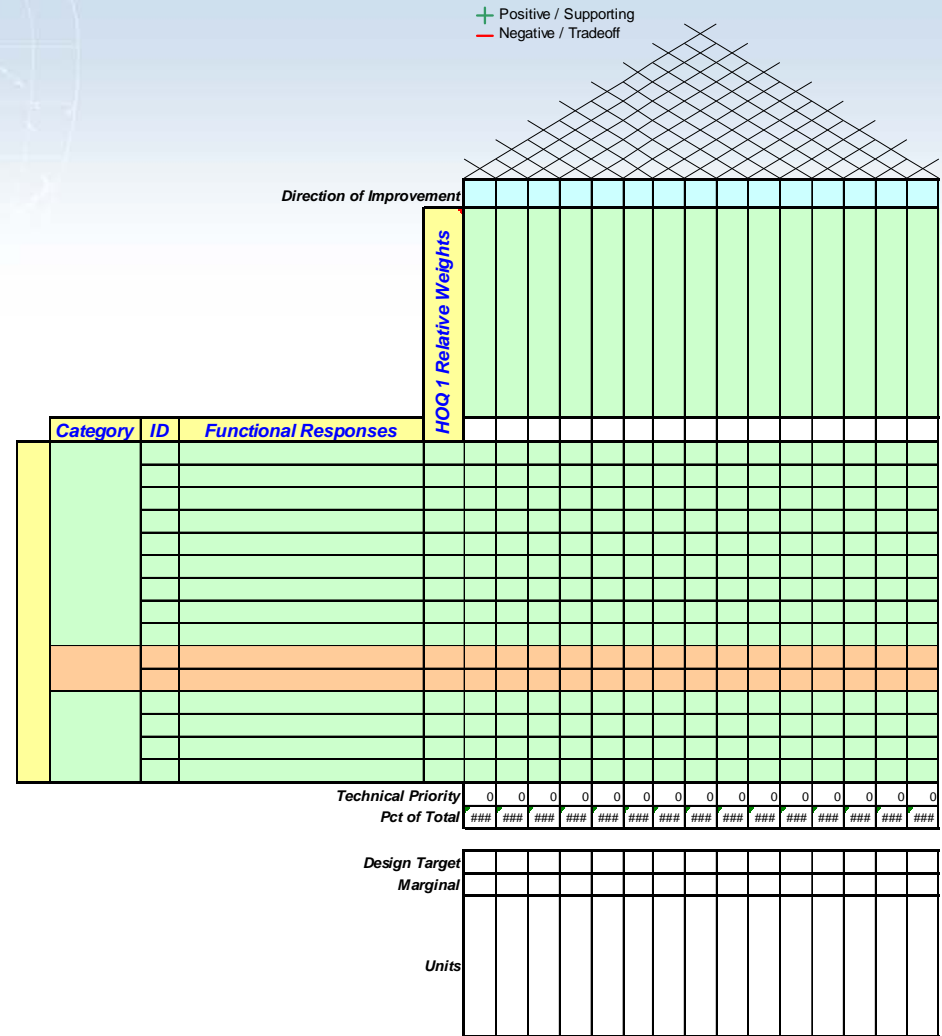 + Positive / Supporting
− Negative / Tradeoff
Direction of Improvement
HOQ 1 Relative Weights
Category ID Functional Responses
Technical Priority 0 0 0 0 0 0 0 0 0 0 0 0 0 0 0
Pct of Total ### ### ### ### ### ### ### ### ### ### ### ### ### ### ###
Design Target
Marginal
Units